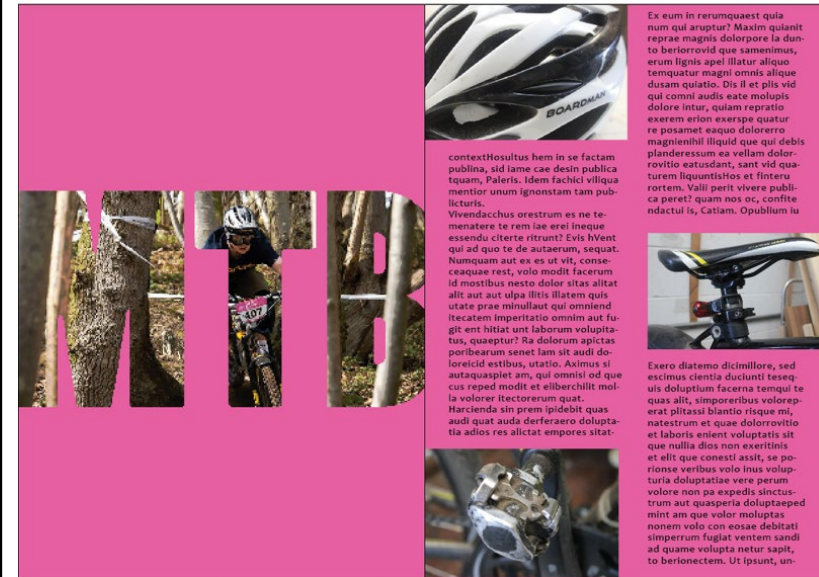 MTB
407
BOARDMAN
contextHosultus hem in se factam
publina, sid iame cae desin publica
tquam, Paleris. Idem fachici viliqua
mentior unum ignonstam tam pub-
licturis.
Vivendacchus orestrum es ne te-
menatere te rem iae erei ineque
essendu citerte ritrunt? Evis hVent
qui ad quo te de autaerum, sequat.
Numquam aut ex es ut vit, conse-
ceaquae rest, volo modit facerum
id mostibus nesto dolor sitas alitat
alit aut aut ulpa ilitis illatem quis
utate prae minullaut qui omniend
itecatem imperitatio omnim aut fu-
git ent hitiat unt laborum volupita-
tus, quaeptur? Ra dolorum apictas
poribearum senet lam sit audi do-
loreicid estibus, utatio. Aximus si
autaquaspiet am, qui omnisi od que
cus reped modit et eliberchilit mol-
la volorer itectorerum quat.
Harcienda sin prem ipidebit quas
audi quat auda derferaero dolupta-
tia adios res alictat empores sitat-
Ex eum in rerumquaest quia
num qui aruptur? Maxim quianit
reprae magnis dolorpore la dun-
to beriorrovid que samenimus,
erum lignis apel illatur aliquo
temquatur magni omnis alique
dusam quiatio. Dis il et plis vid
qui comni audis eate molupis
dolore intur, quiam repratio
exerem erion exerspe quatur
re posamet eaquo dolorerro
magnienihil iliquid que qui debis
planderessum ea vellam dolor-
rovitio eatusdant, sant vid qua-
turem liquuntisHos et finteru
rortem. Valii perit vivere publi-
ca peret? quam nos oc, confite
ndactui is, Catiam. Opublium iu
Exero diatemo dicimillore, sed
escimus cientia duciunti teseq-
uis doluptium facerna temqui te
quas alit, simporeribus volorep-
erat plitassi blantio risque mi,
natestrum et quae dolorrovitio
et laboris enient voluptatis sit
que nullia dios non exeritinis
et elit que conesti assit, se po-
rionse veribus volo inus volup-
turia doluptatiae vere perum
volore non pa expedis sinctus-
trum aut quasperia doluptaeped
mint am que volor moluptas
nonem volo con eosae debitati
simperrum fugiat ventem sandi
ad quame volupta netur sapit,
to berionectem. Ut ipsunt, un-